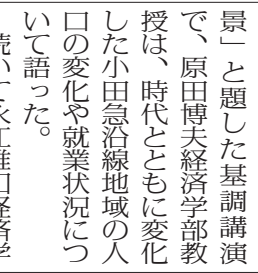 景」と題した基調講演
で、原田博夫経済学部教
授は、時代とともに変化
した小田急沿線地域の人
口の変化や就業状況につ
いて語った。